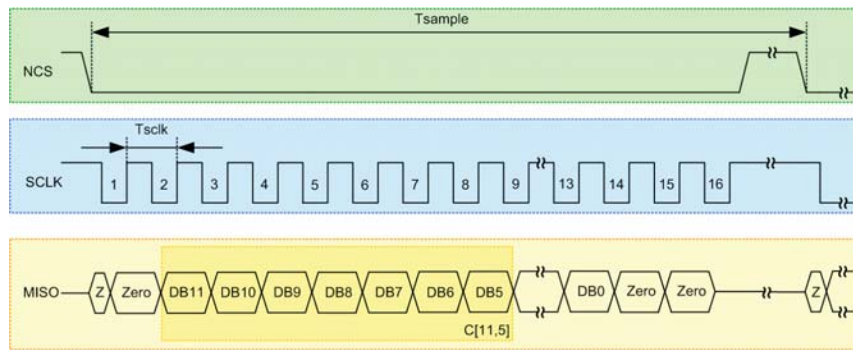 Tsample
NCS
Tsclk
SCLK 1 2 3 4 5 6 7 8 9 13 14 15 16
MISO Z Zero DB11 DB10 DB9 DB8 DB7 DB6 DB5 DB0 Zero Zero Z
C[11,5]